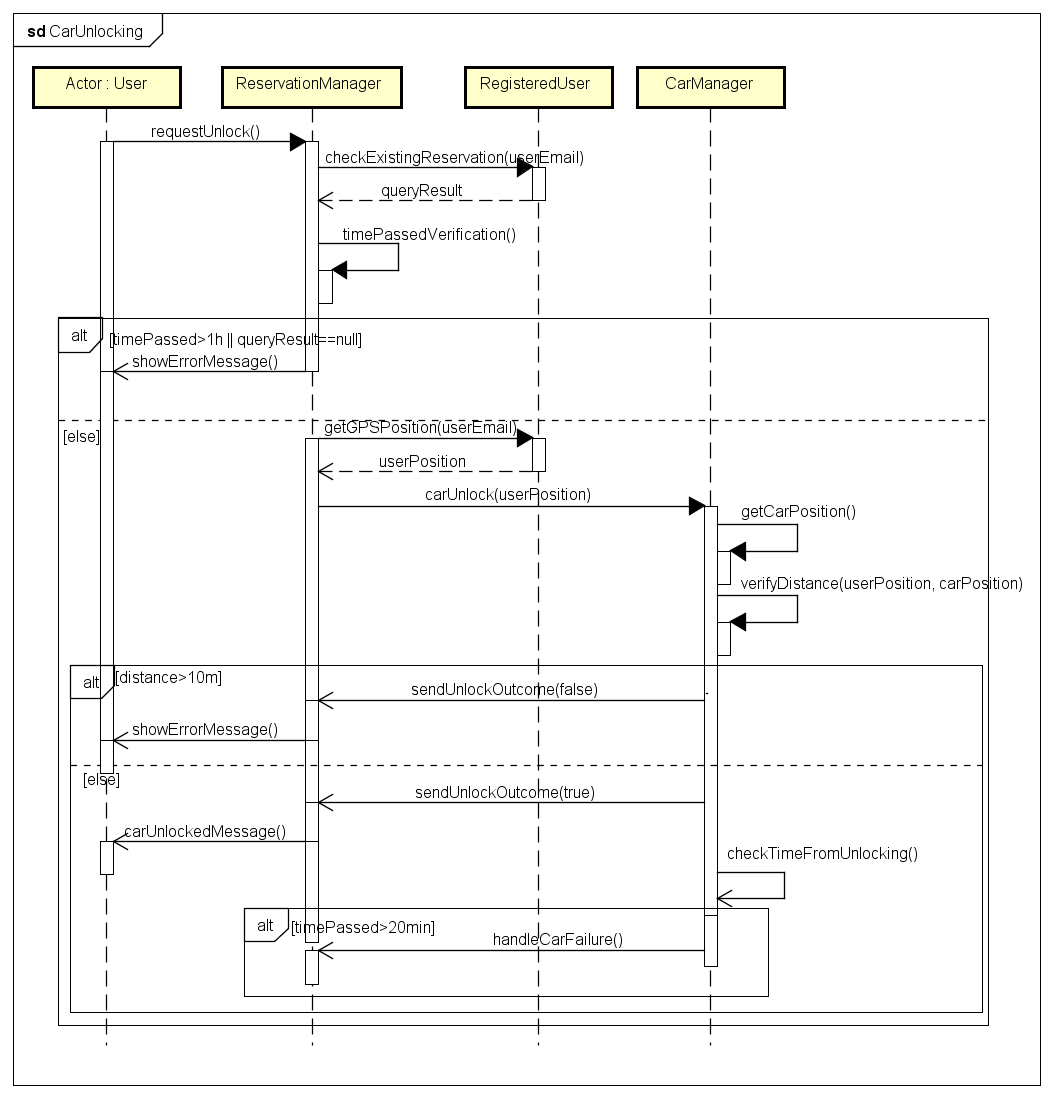 sd CarUnlocking
Actor : User
ReservationManager
RegisteredUser
CarManager
requestUnlock()
checkExistingReservation(userEmail)
queryResult
timePassedVerification()
alt
[timePassed>1h || queryResult==null]
showErrorMessage()
[else]
getGPSPosition(userEmail)
userPosition
carUnlock(userPosition)
getCarPosition()
verifyDistance(userPosition, carPosition)
alt
[distance>10m]
sendUnlockOutcome(false)
showErrorMessage()
[else]
sendUnlockOutcome(true)
carUnlockedMessage()
checkTimeFromUnlocking()
alt
[timePassed>20min]
handleCarFailure()